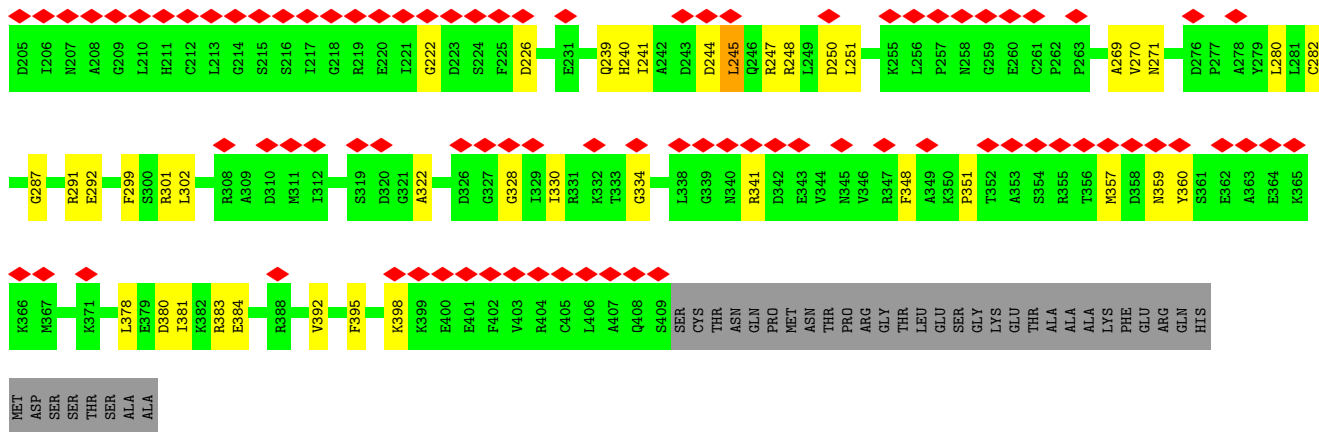 D205 I206 N207 A208 G209 L210 H211 C212 L213 G214 S215 S216 I217 G218 R219 E220 I221 G222 D223 S224 F225 D226 E231 Q239 H240 I241 A242 D243 D244 L245 Q246 R247 R248 L249 D250 L251 K255 L256 P257 N258 G259 E260 C261 P262 P263 A269 V270 N271 D276 P277 A278 Y279 L280 L281 C282
G287 R291 E292 F299 S300 R301 L302 R308 A309 D310 M311 I312 S319 D320 G321 A322 D326 G327 G328 I329 I330 R331 K332 T333 G334 L338 G339 N340 R341 D342 E343 V344 N345 V346 R347 F348 A349 K350 P351 T352 A353 S354 R355 T356 M357 D358 N359 Y360 S361 E362 A363 E364 K365
K366 M367 K371 L378 E379 D380 I381 K382 R383 E384 R388 V392 F395 K398 K399 E400 E401 F402 V403 R404 C405 L406 A407 Q408 S409 SER CYS THR ASN GLN PRO MET ASN THR PRO ARG GLY THR LEU GLU SER GLY LYS GLU THR ALA ALA ALA LYS PHE GLU ARG GLN HIS
MET ASP SER SER THR SER ALA ALA